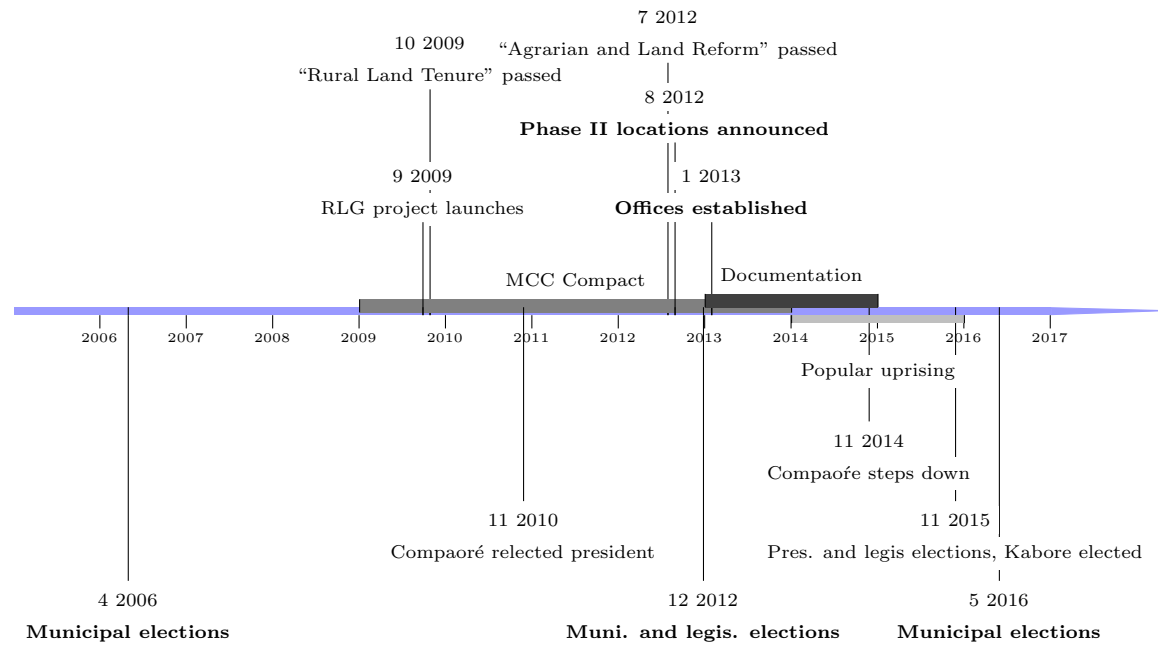 7 2012
10 2009
“Agrarian and Land Reform” passed
“Rural Land Tenure” passed
8 2012
Phase II locations announced
9 2009
1 2013
RLG project launches
Offices established
MCC Compact
Documentation
2006 2007 2008 2009 2010 2011 2012 2013 2014 2015 2016 2017
Popular uprising
11 2014
Compaoŕe steps down
11 2010
11 2015
Compaoré relected president
Pres. and legis elections, Kabore elected
4 2006
12 2012
5 2016
Municipal elections
Muni. and legis. elections
Municipal elections